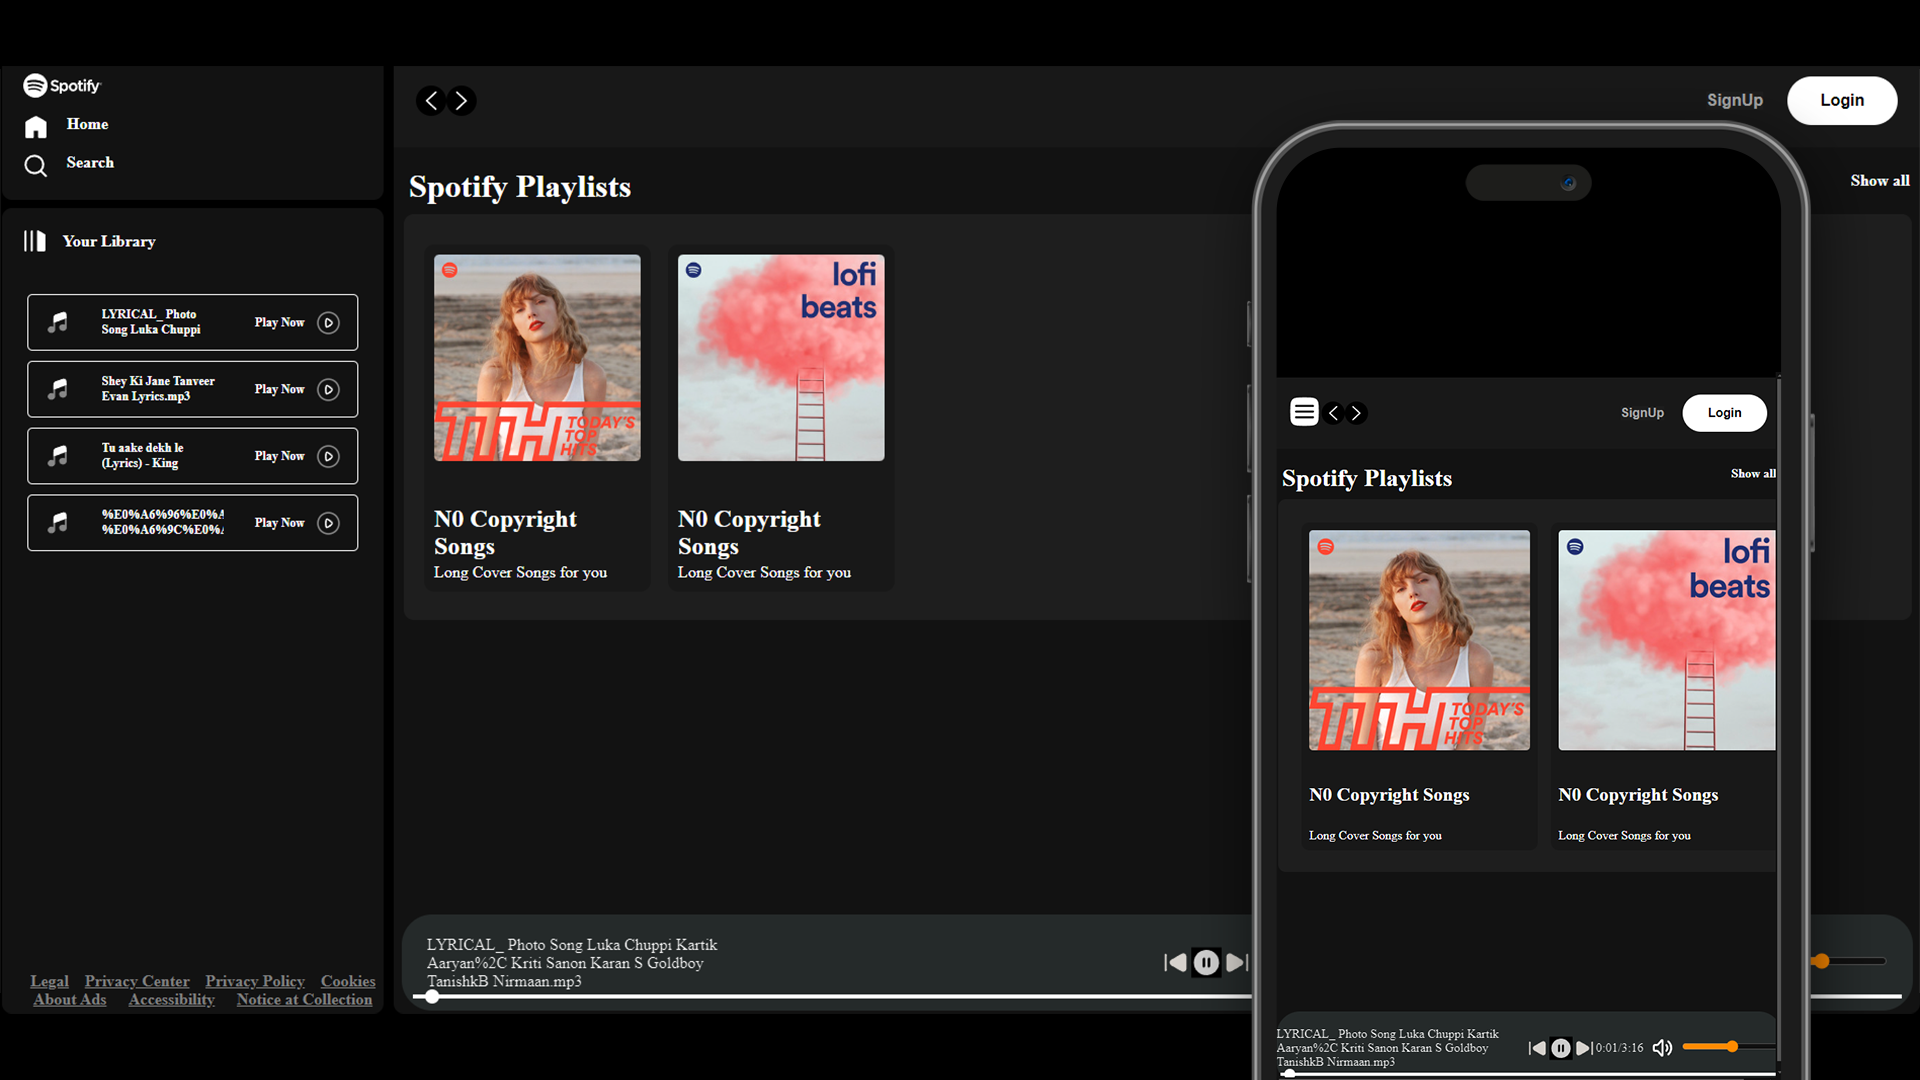 Spotify
Home
Search
Your Library
LYRICAL_ Photo
Song Luka Chuppi
Play Now
Shey Ki Jane Tanveer
Evan Lyrics.mp3
Play Now
Tu aake dekh le
(Lyrics) - King
Play Now
%E0%A6%96%E0%A
%E0%A6%9C%E0%A
Play Now
Legal Privacy Center Privacy Policy Cookies
About Ads Accessibility Notice at Collection
SignUp Login
Spotify Playlists
Show all
TTH TODAY'S
TOP
HITS
N0 Copyright
Songs
Long Cover Songs for you
lofi
beats
N0 Copyright
Songs
Long Cover Songs for you
LYRICAL_ Photo Song Luka Chuppi Kartik
Aaryan%2C Kriti Sanon Karan S Goldboy
TanishkB Nirmaan.mp3
SignUp Login
Spotify Playlists
Show all
TTH TODAY'S
TOP
HITS
N0 Copyright Songs
Long Cover Songs for you
lofi
beats
N0 Copyright Songs
Long Cover Songs for you
LYRICAL_ Photo Song Luka Chuppi Kartik
Aaryan%2C Kriti Sanon Karan S Goldboy
TanishkB Nirmaan.mp3
0:01/3:16